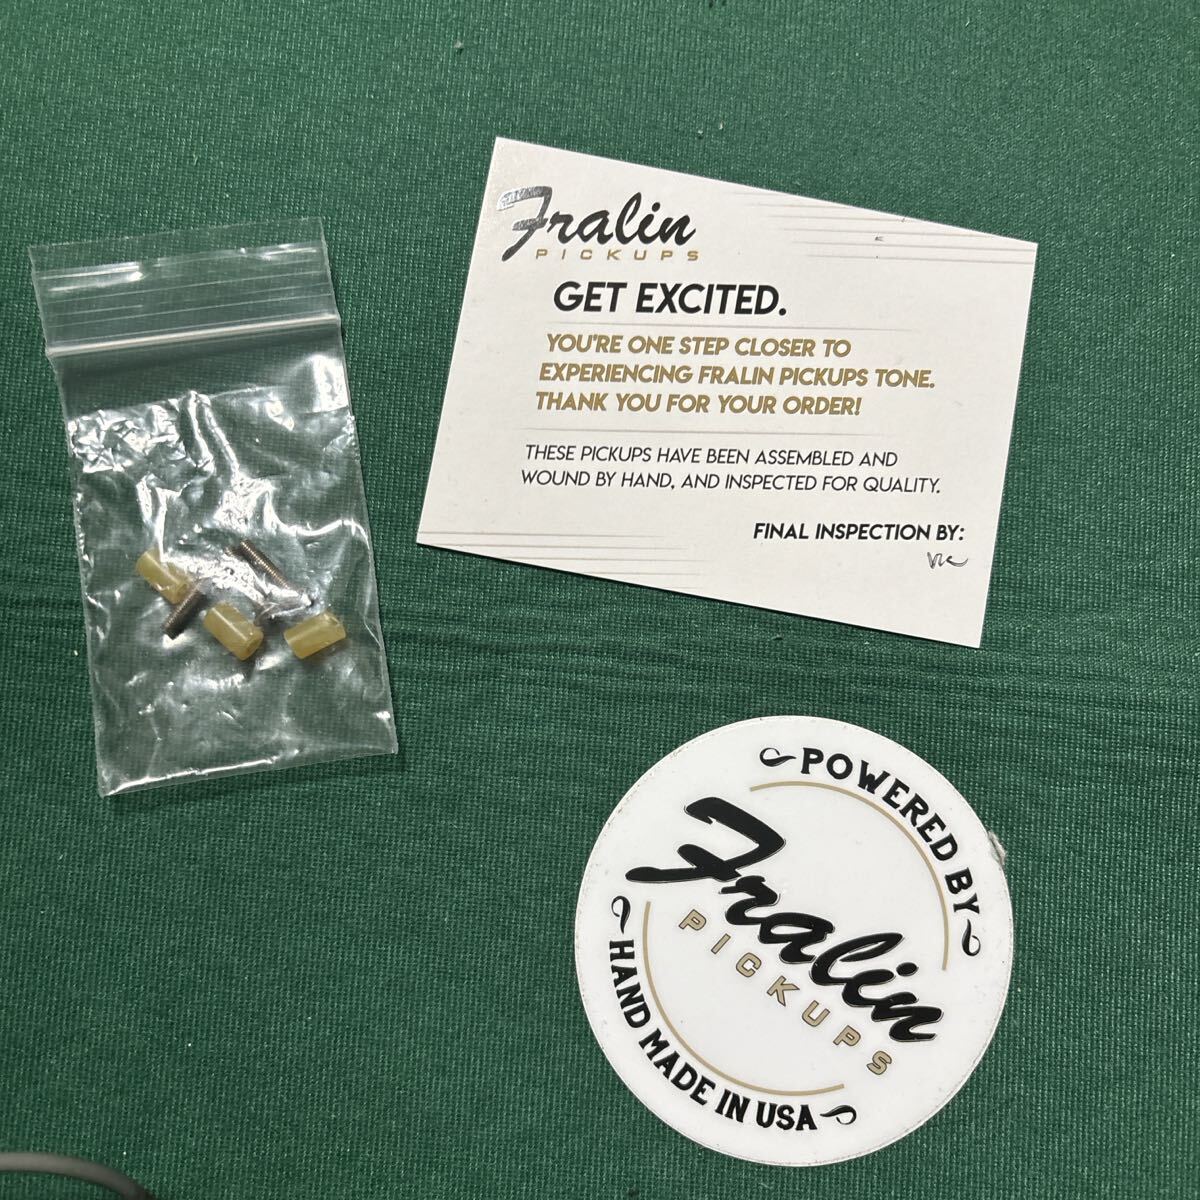 Fralin
PICKUPS
GET EXCITED.
YOU'RE ONE STEP CLOSER TO
EXPERIENCING FRALIN PICKUPS TONE.
THANK YOU FOR YOUR ORDER!
THESE PICKUPS HAVE BEEN ASSEMBLED AND
WOUND BY HAND, AND INSPECTED FOR QUALITY.
FINAL INSPECTION BY:
POWERED BY
Fralin
PICKUPS
HAND MADE IN USA